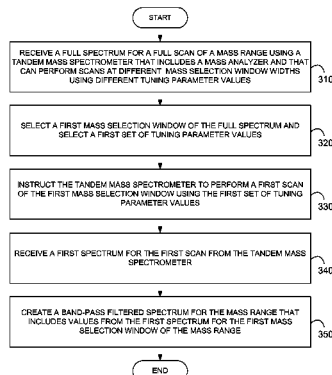 START
RECEIVE A FULL SPECTRUM FOR A FULL SCAN OF A MASS RANGE USING A
TANDEM MASS SPECTROMETER THAT INCLUDES A MASS ANALYZER AND THAT
CAN PERFORM SCANS AT DIFFERENT MASS SELECTION WINDOW WIDTHS
USING DIFFERENT TUNING PARAMETER VALUES
310
SELECT A FIRST MASS SELECTION WINDOW OF THE FULL SPECTRUM AND
SELECT A FIRST SET OF TUNING PARAMETER VALUES
320
INSTRUCT THE TANDEM MASS SPECTROMETER TO PERFORM A FIRST SCAN
OF THE FIRST MASS SELECTION WINDOW USING THE FIRST SET OF TUNING
PARAMETER VALUES
330
RECEIVE A FIRST SPECTRUM FOR THE FIRST SCAN FROM THE TANDEM MASS
SPECTROMETER
340
CREATE A BAND-PASS FILTERED SPECTRUM FOR THE MASS RANGE THAT
INCLUDES VALUES FROM THE FIRST SPECTRUM FOR THE FIRST MASS
SELECTION WINDOW OF THE MASS RANGE
350
END